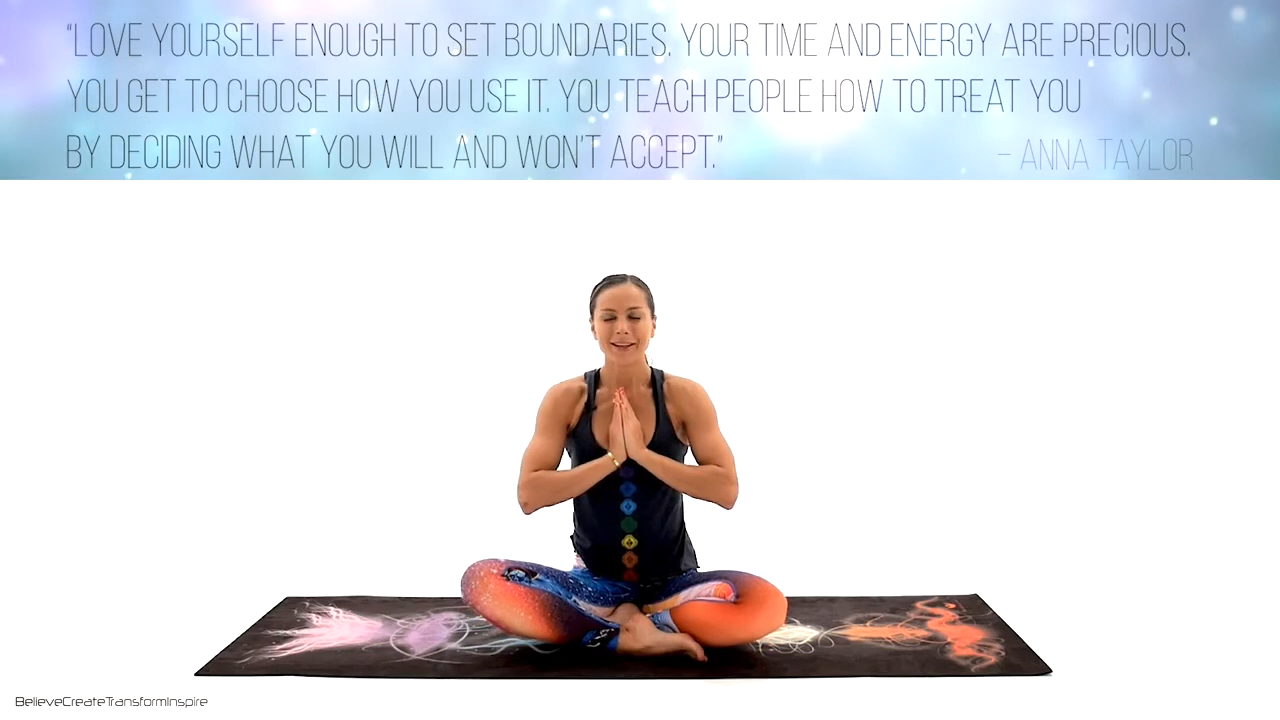 “LOVE YOURSELF ENOUGH TO SET BOUNDARIES. YOUR TIME AND ENERGY ARE PRECIOUS.
YOU GET TO CHOOSE HOW YOU USE IT. YOU TEACH PEOPLE HOW TO TREAT YOU
BY DECIDING WHAT YOU WILL AND WON'T ACCEPT.”
– ANNA TAYLOR
BelieveCreateTransformInspire